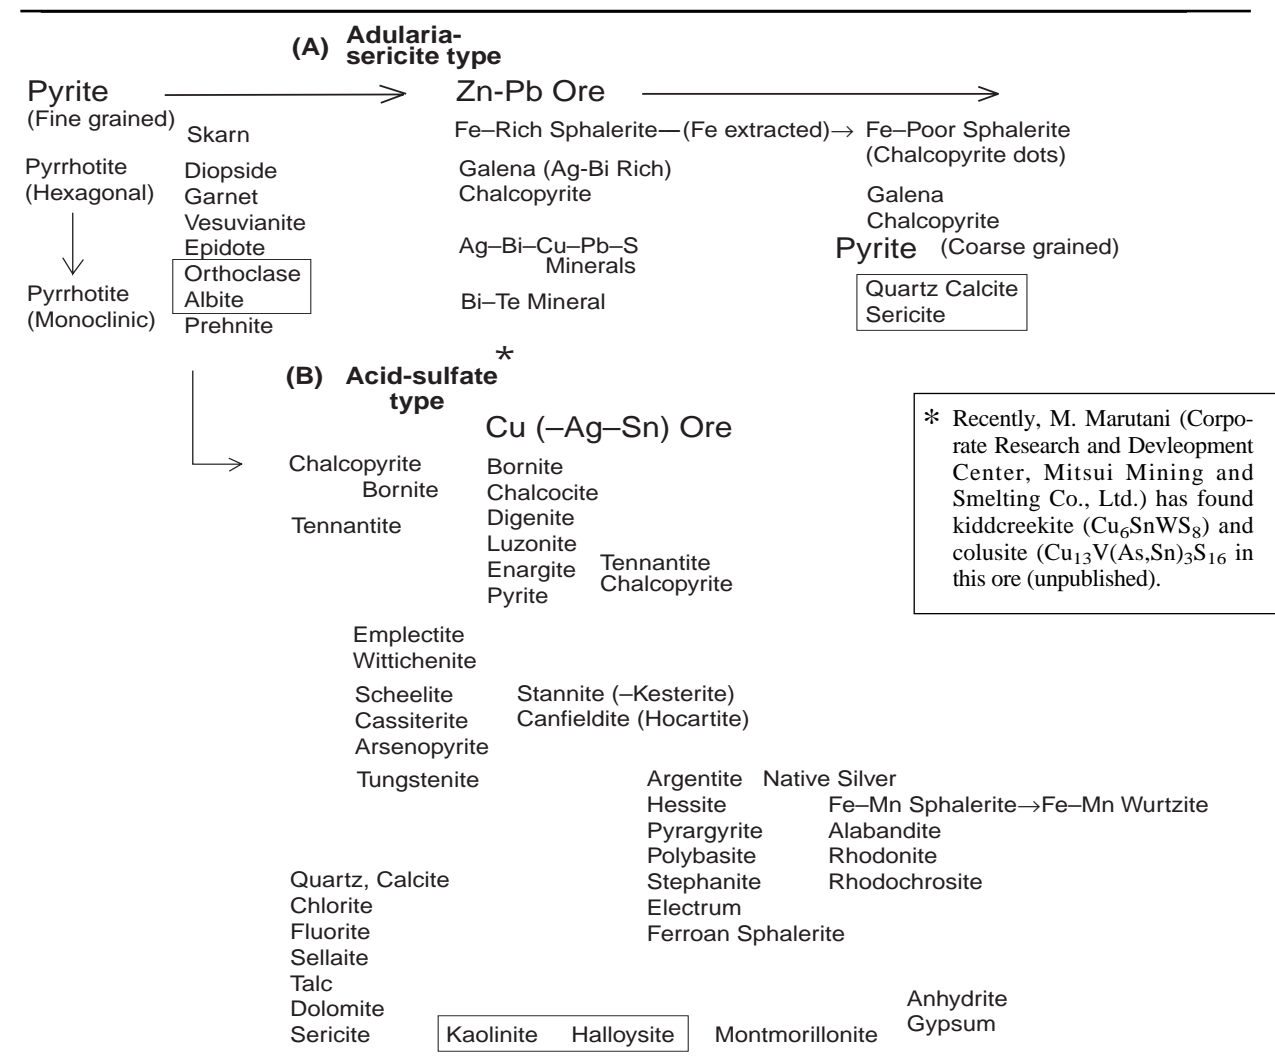 (A) Adularia-
sericite type
Pyrite
(Fine grained)
Zn-Pb Ore
Skarn
Fe–Rich Sphalerite—(Fe extracted)→ Fe–Poor Sphalerite
(Chalcopyrite dots)
Pyrrhotite
(Hexagonal)
Diopside
Garnet
Vesuvianite
Epidote
Orthoclase
Albite
Prehnite
Galena (Ag-Bi Rich)
Chalcopyrite
Galena
Chalcopyrite
Ag–Bi–Cu–Pb–S
Minerals
Pyrite (Coarse grained)
Pyrrhotite
(Monoclinic)
Bi–Te Mineral
Quartz Calcite
Sericite
(B) Acid-sulfate*
type
Cu (–Ag–Sn) Ore
Chalcopyrite
Bornite
Tennantite
Bornite
Chalcocite
Digenite
Luzonite
Enargite
Pyrite
Tennantite
Chalcopyrite
* Recently, M. Marutani (Corpo-
rate Research and Devleopment
Center, Mitsui Mining and
Smelting Co., Ltd.) has found
kiddcreekite (Cu6SnWS8) and
colusite (Cu13V(As,Sn)3S16 in
this ore (unpublished).
Emplectite
Wittichenite
Scheelite
Cassiterite
Arsenopyrite
Stannite (–Kesterite)
Canfieldite (Hocartite)
Tungstenite
Argentite Native Silver
Hessite
Pyrargyrite
Polybasite
Stephanite
Electrum
Ferroan Sphalerite
Fe–Mn Sphalerite→Fe–Mn Wurtzite
Alabandite
Rhodonite
Rhodochrosite
Quartz, Calcite
Chlorite
Fluorite
Sellaite
Talc
Dolomite
Sericite
Kaolinite Halloysite
Montmorillonite
Anhydrite
Gypsum